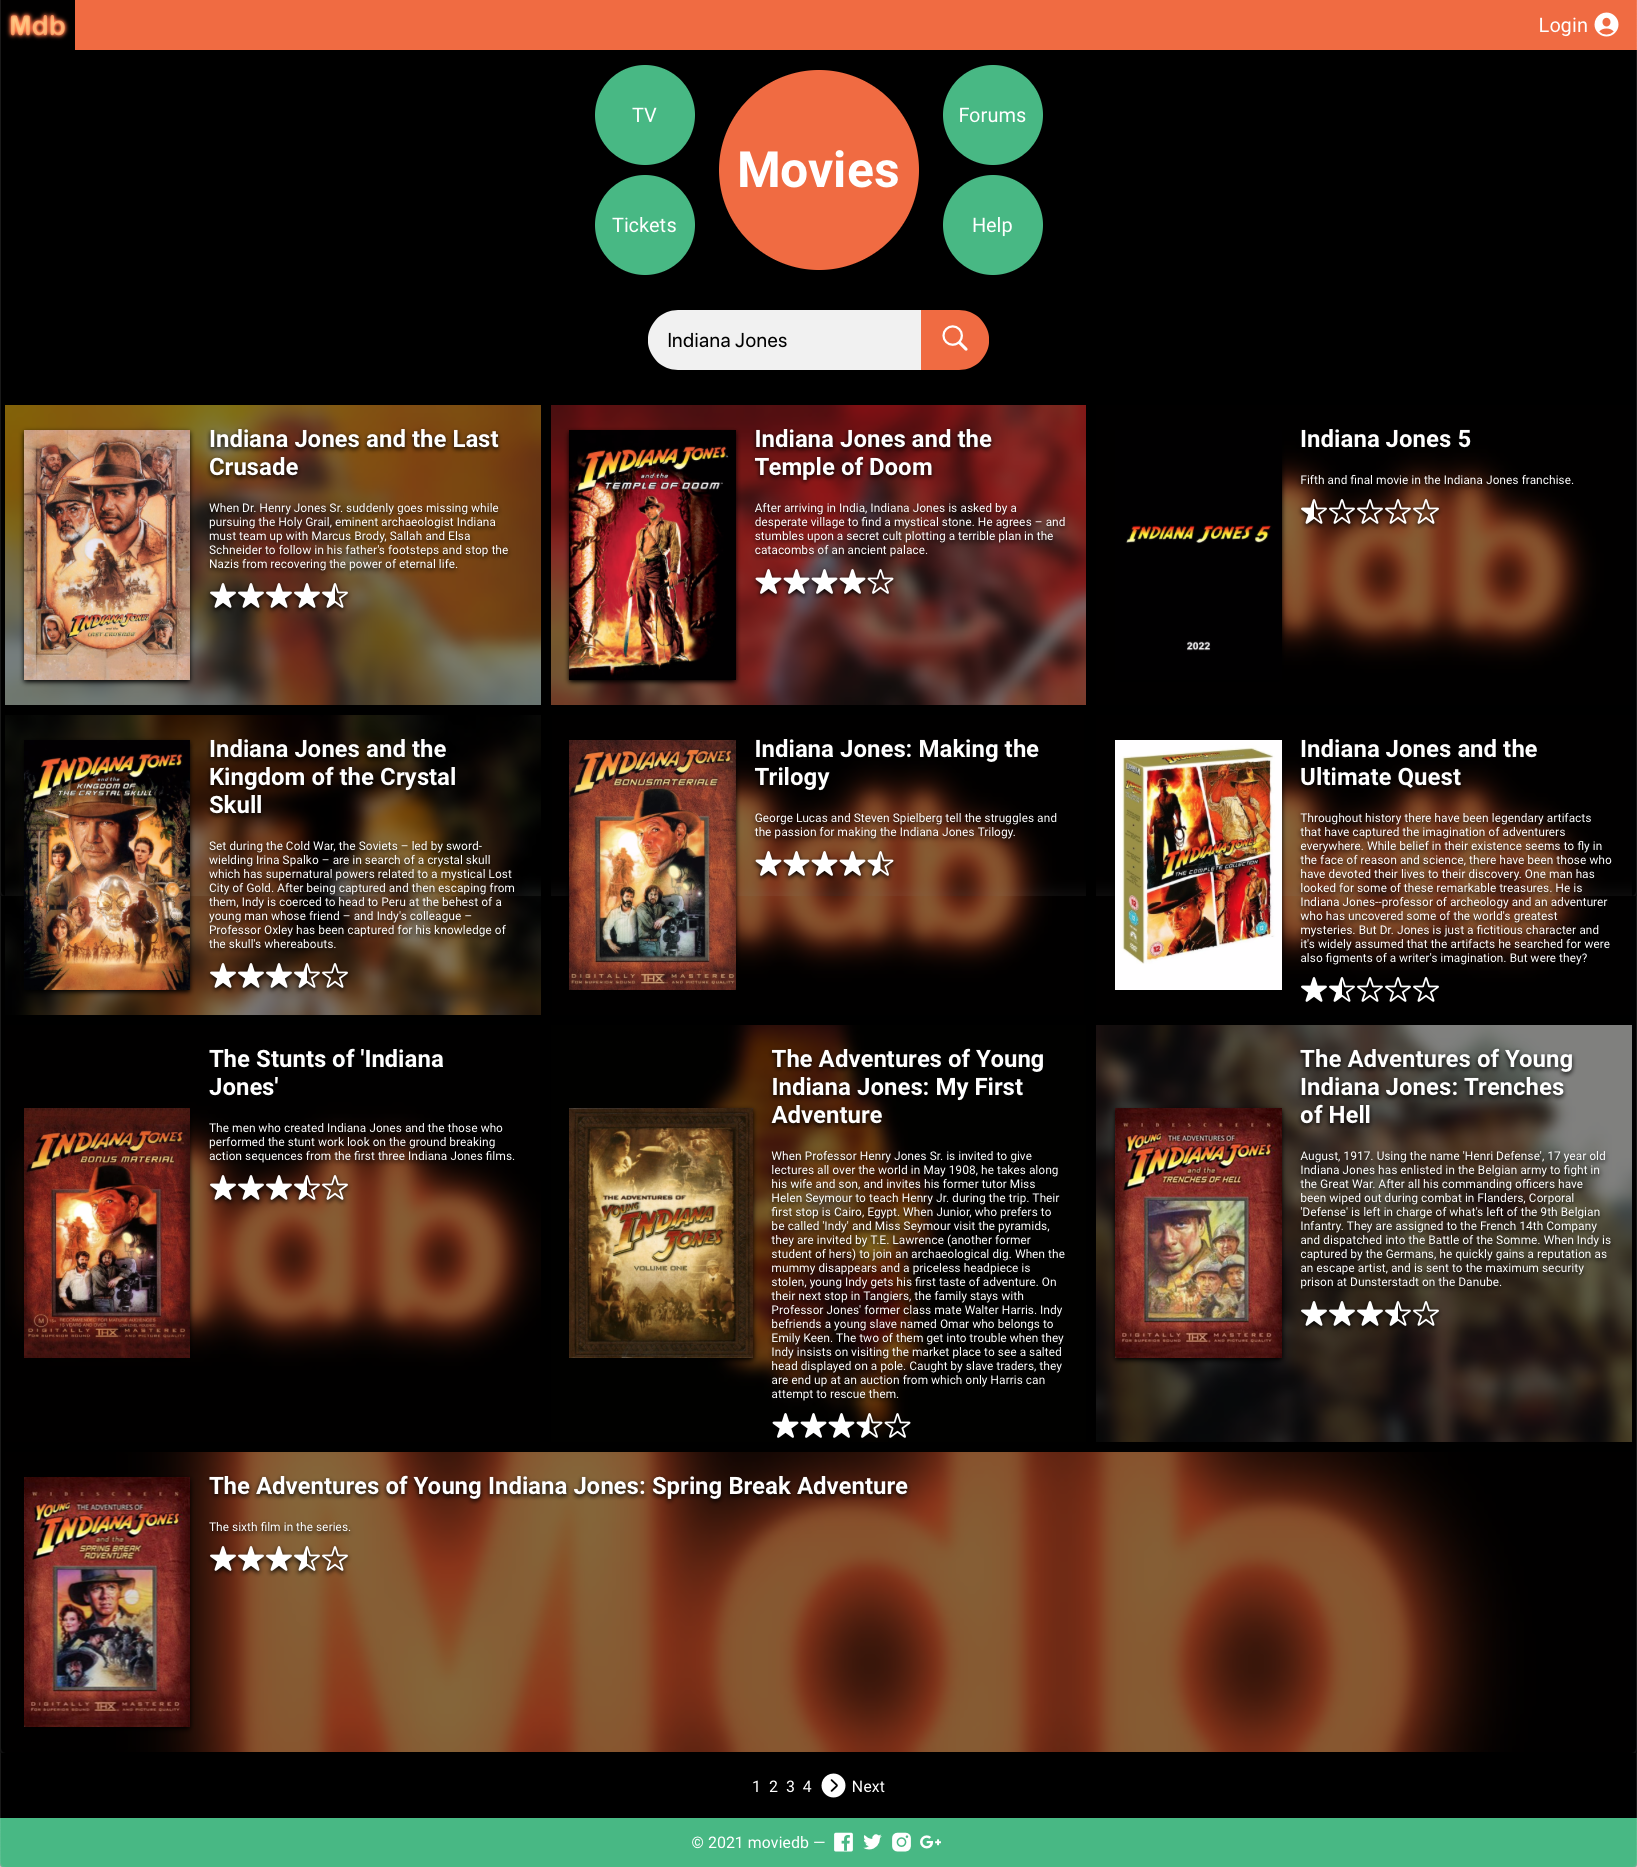 Mdb
Login
TV
Forums
Movies
Tickets
Help
Indiana Jones
Indiana Jones and the Last
Crusade
When Dr. Henry Jones Sr. suddenly goes missing while
pursuing the Holy Grail, eminent archaeologist Indiana
must team up with Marcus Brody, Sallah and Elsa
Schneider to follow in his father's footsteps and stop the
Nazis from recovering the power of eternal life.
INDIANA JONES
and the
LAST CRUSADE
Indiana Jones and the
Temple of Doom
After arriving in India, Indiana Jones is asked by a
desperate village to find a mystical stone. He agrees – and
stumbles upon a secret cult plotting a terrible plan in the
catacombs of an ancient palace.
INDIANA JONES
and the
TEMPLE OF DOOM
Indiana Jones 5
Fifth and final movie in the Indiana Jones franchise.
INDIANA JONES 5
2022
db
Indiana Jones and the
Kingdom of the Crystal
Skull
Set during the Cold War, the Soviets – led by sword-
wielding Irina Spalko – are in search of a crystal skull
which has supernatural powers related to a mystical Lost
City of Gold. After being captured and then escaping from
them, Indy is coerced to head to Peru at the behest of a
young man whose friend – and Indy's colleague –
Professor Oxley has been captured for his knowledge of
the skull's whereabouts.
INDIANA JONES
and the
KINGDOM OF
THE CRYSTAL SKULL
Indiana Jones: Making the
Trilogy
George Lucas and Steven Spielberg tell the struggles and
the passion for making the Indiana Jones Trilogy.
INDIANA JONES
BONUSMATERIALE
DIGITALLY THX MASTERED
FOR SUPERIOR SOUND AND PICTURE QUALITY
db
Indiana Jones and the
Ultimate Quest
Throughout history there have been legendary artifacts
that have captured the imagination of adventurers
everywhere. While belief in their existence seems to fly in
the face of reason and science, there have been those who
have devoted their lives to their discovery. One man has
looked for some of these remarkable treasures. He is
Indiana Jones–professor of archeology and an adventurer
who has uncovered some of the world's greatest
mysteries. But Dr. Jones is just a fictitious character and
it's widely assumed that the artifacts he searched for were
also figments of a writer's imagination. But were they?
INDIANA JONES
THE COMPLETE COLLECTION
The Stunts of 'Indiana
Jones'
The men who created Indiana Jones and the those who
performed the stunt work look on the ground breaking
action sequences from the first three Indiana Jones films.
INDIANA JONES
BONUS MATERIAL
DIGITALLY THX MASTERED
FOR SUPERIOR SOUND AND PICTURE QUALITY
db
The Adventures of Young
Indiana Jones: My First
Adventure
When Professor Henry Jones Sr. is invited to give
lectures all over the world in May 1908, he takes along
his wife and son, and invites his former tutor Miss
Helen Seymour to teach Henry Jr. during the trip. Their
first stop is Cairo, Egypt. When Junior, who prefers to
be called 'Indy' and Miss Seymour visit the pyramids,
they are invited by T.E. Lawrence (another former
student of hers) to join an archaeological dig. When the
mummy disappears and a priceless headpiece is
stolen, young Indy gets his first taste of adventure. On
their next stop in Tangiers, the family stays with
Professor Jones' former class mate Walter Harris. Indy
befriends a young slave named Omar who belongs to
Emily Keen. The two of them get into trouble when they
Indy insists on visiting the market place to see a salted
head displayed on a pole. Caught by slave traders, they
are end up at an auction from which only Harris can
attempt to rescue them.
THE ADVENTURES OF
YOUNG
INDIANA
JONES
VOLUME ONE
The Adventures of Young
Indiana Jones: Trenches
of Hell
August, 1917. Using the name 'Henri Defense', 17 year old
Indiana Jones has enlisted in the Belgian army to fight in
the Great War. After all his commanding officers have
been wiped out during combat in Flanders, Corporal
'Defense' is left in charge of what's left of the 9th Belgian
Infantry. They are assigned to the French 14th Company
and dispatched into the Battle of the Somme. When Indy is
captured by the Germans, he quickly gains a reputation as
an escape artist, and is sent to the maximum security
prison at Dunsterstadt on the Danube.
WIDESCREEN
YOUNG THE ADVENTURES OF
INDIANA JONES
and the
TRENCHES OF HELL
DIGITALLY THX MASTERED
FOR SUPERIOR SOUND AND PICTURE QUALITY
The Adventures of Young Indiana Jones: Spring Break Adventure
The sixth film in the series.
WIDESCREEN
YOUNG THE ADVENTURES OF
INDIANA JONES
and the
SPRING BREAK
ADVENTURE
DIGITALLY THX MASTERED
FOR SUPERIOR SOUND AND PICTURE QUALITY
Mdb
1 2 3 4 Next
© 2021 moviedb — G+